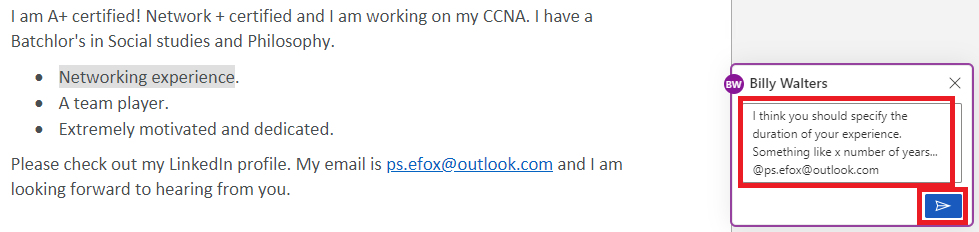 I am A+ certified! Network + certified and I am working on my CCNA. I have a
Batchlor's in Social studies and Philosophy.
• Networking experience.
• A team player.
• Extremely motivated and dedicated.
Please check out my LinkedIn profile. My email is ps.efox@outlook.com and I am
looking forward to hearing from you.
BW Billy Walters
I think you should specify the
duration of your experience.
Something like x number of years...
@ps.efox@outlook.com